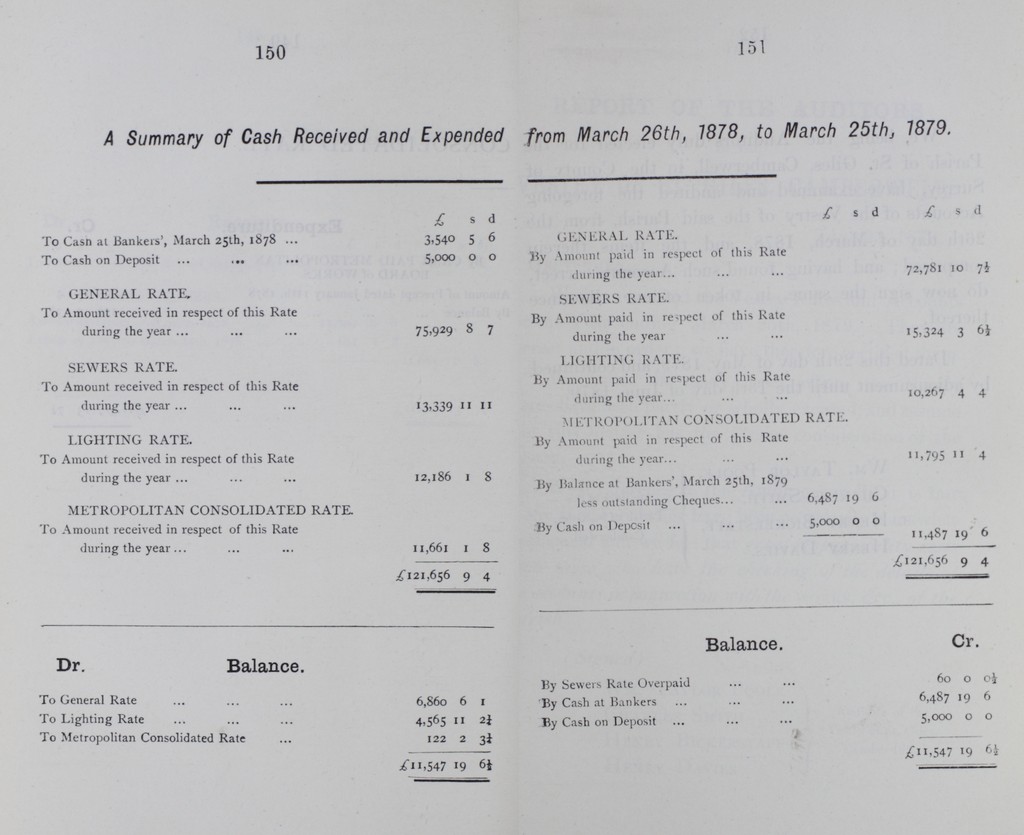 150
A Summary of Cash Received and Expended
£ s d
To Cash at Bankers', March 25th, 1878 ... 3,540 5 6
To Cash on Deposit ... ... ... 5,000 0 0
GENERAL RATE.
To Amount received in respect of this Rate
during the year ... ... ... 75,929 8 7
SEWERS RATE.
To Amount received in respect of this Rate
during the year ... ... ... 13,339 11 11
LIGHTING RATE.
To Amount received in respect of this Rate
during the year ... ... ... 12,186 1 8
METROPOLITAN CONSOLIDATED RATE.
To Amount received in respect of this Rate
during the year ... ... ... 11,661 1 8
£121,656 9 4
Dr. Balance.
To General Rate ... ... ... 6,860 6 1
To Lighting Rate ... ... ... 4,565 11 2¼
To Metropolitan Consolidated Rate ... 122 2 3¼
£11,547 19 6½
151
from March 26th, 1878, to March 25th, 1879.
£ s d £ s d
GENERAL RATE.
By Amount paid in respect of this Rate
during the year... ... ... 72,781 10 7½
SEWERS RATE.
By Amount paid in respect of this Rate
during the year ... ... 15,324 3 6½
LIGHTING RATE.
By Amount paid in respect of this Rate
during the year... ... ... 10,267 4 4
METROPOLITAN CONSOLIDATED RATE.
By Amount paid in respect of this Rate
during the year... ... ... 11,795 11 4
By Balance at Bankers', March 25th, 1879
less outstanding Cheques... ... 6,487 19 6
By Cash on Deposit ... ... ... 5,000 0 0
11,487 19 6
£121,656 9 4
Balance. Cr.
By Sewers Rate Overpaid ... ... 60 0 0½
By Cash at Bankers ... ... ... 6,487 19 6
By Cash on Deposit ... ... ... 5,000 0 0
£11,547 19 6½